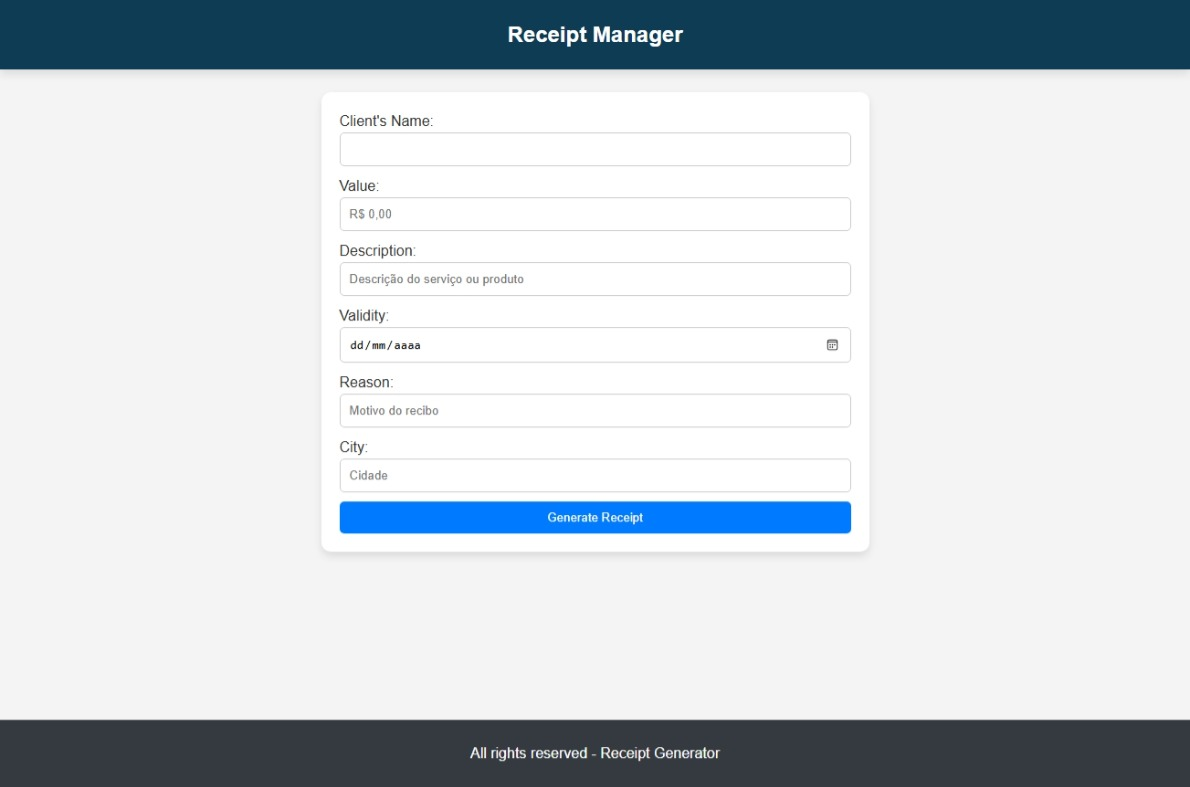 Receipt Manager
Client's Name:
Value:
R$ 0,00
Description:
Descrição do serviço ou produto
Validity:
dd/mm/aaaa
Reason:
Motivo do recibo
City:
Cidade
Generate Receipt
All rights reserved - Receipt Generator